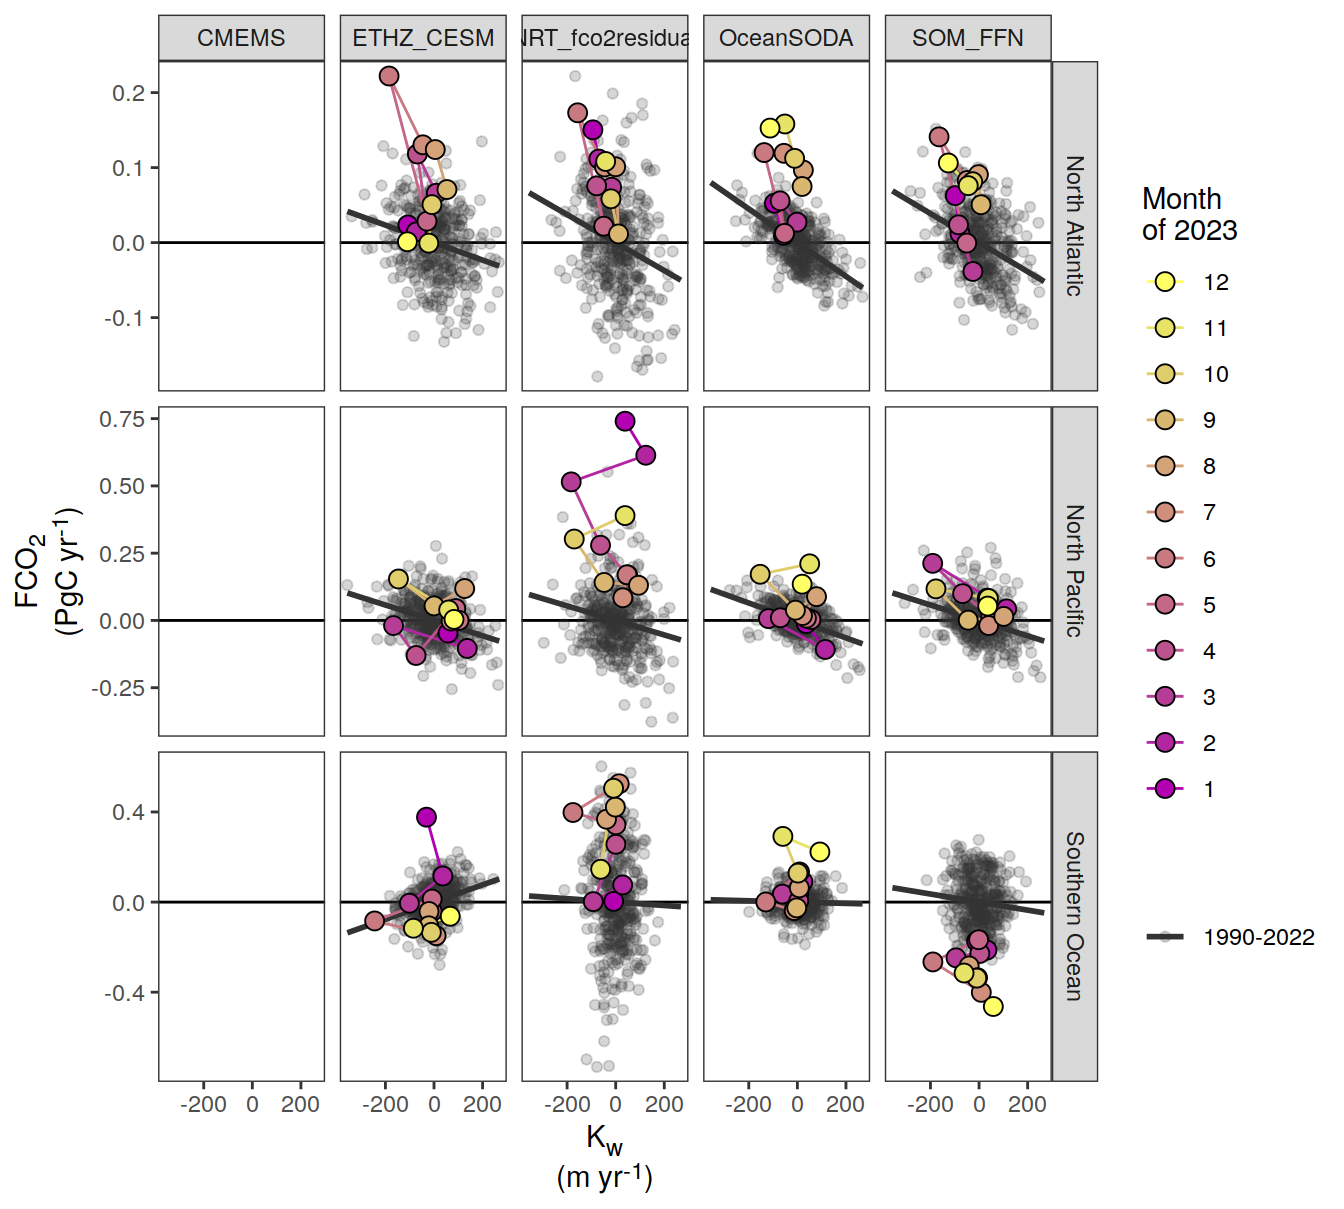 CMEMS ETHZ_CESM NRT_fco2residua OceanSODA SOM_FFN
0.2
0.1
0.0
-0.1
North Atlantic
0.75
0.50
0.25
0.00
-0.25
North Pacific
0.4
0.0
-0.4
Southern Ocean
-200 0 200 -200 0 200 -200 0 200 -200 0 200 -200 0 200
FCO2
(PgC yr-1)
Kw
(m yr-1)
Month
of 2023
12
11
10
9
8
7
6
5
4
3
2
1
1990-2022